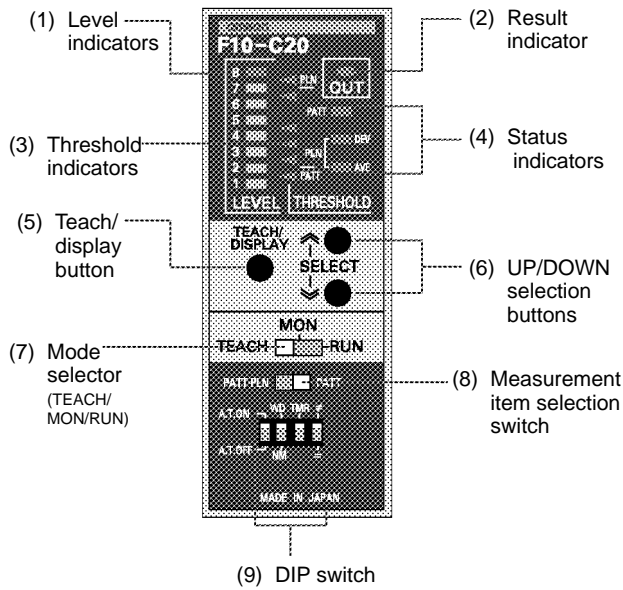 (1) Level indicators
(2) Result indicator
(3) Threshold indicators
(4) Status indicators
(5) Teach/ display button
(6) UP/DOWN selection buttons
(7) Mode selector (TEACH/ MON/RUN)
(8) Measurement item selection switch
(9) DIP switch
F10-C20
8
7
6
5
4
3
2
1
PLN
OUT
PATT
DEV
PLN
AVE
PATT
LEVEL THRESHOLD
TEACH/ DISPLAY
SELECT
MON
TEACH RUN
PATT·PLN PATT
A.T.ON WD TMR ≠
A.T.OFF NM =
MADE IN JAPAN